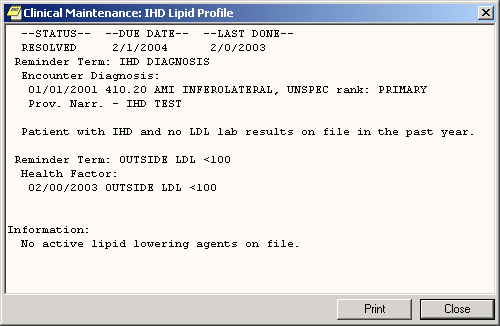 Clinical Maintenance: IHD Lipid Profile
--STATUS-- --DUE DATE-- --LAST DONE--
RESOLVED 2/1/2004 2/0/2003
Reminder Term: IHD DIAGNOSIS
Encounter Diagnosis:
01/01/2001 410.20 AMI INFEROLATERAL, UNSPEC rank: PRIMARY
Prov. Narr. - IHD TEST
Patient with IHD and no LDL lab results on file in the past year.
Reminder Term: OUTSIDE LDL <100
Health Factor:
02/00/2003 OUTSIDE LDL <100
Information:
No active lipid lowering agents on file.
Print Close